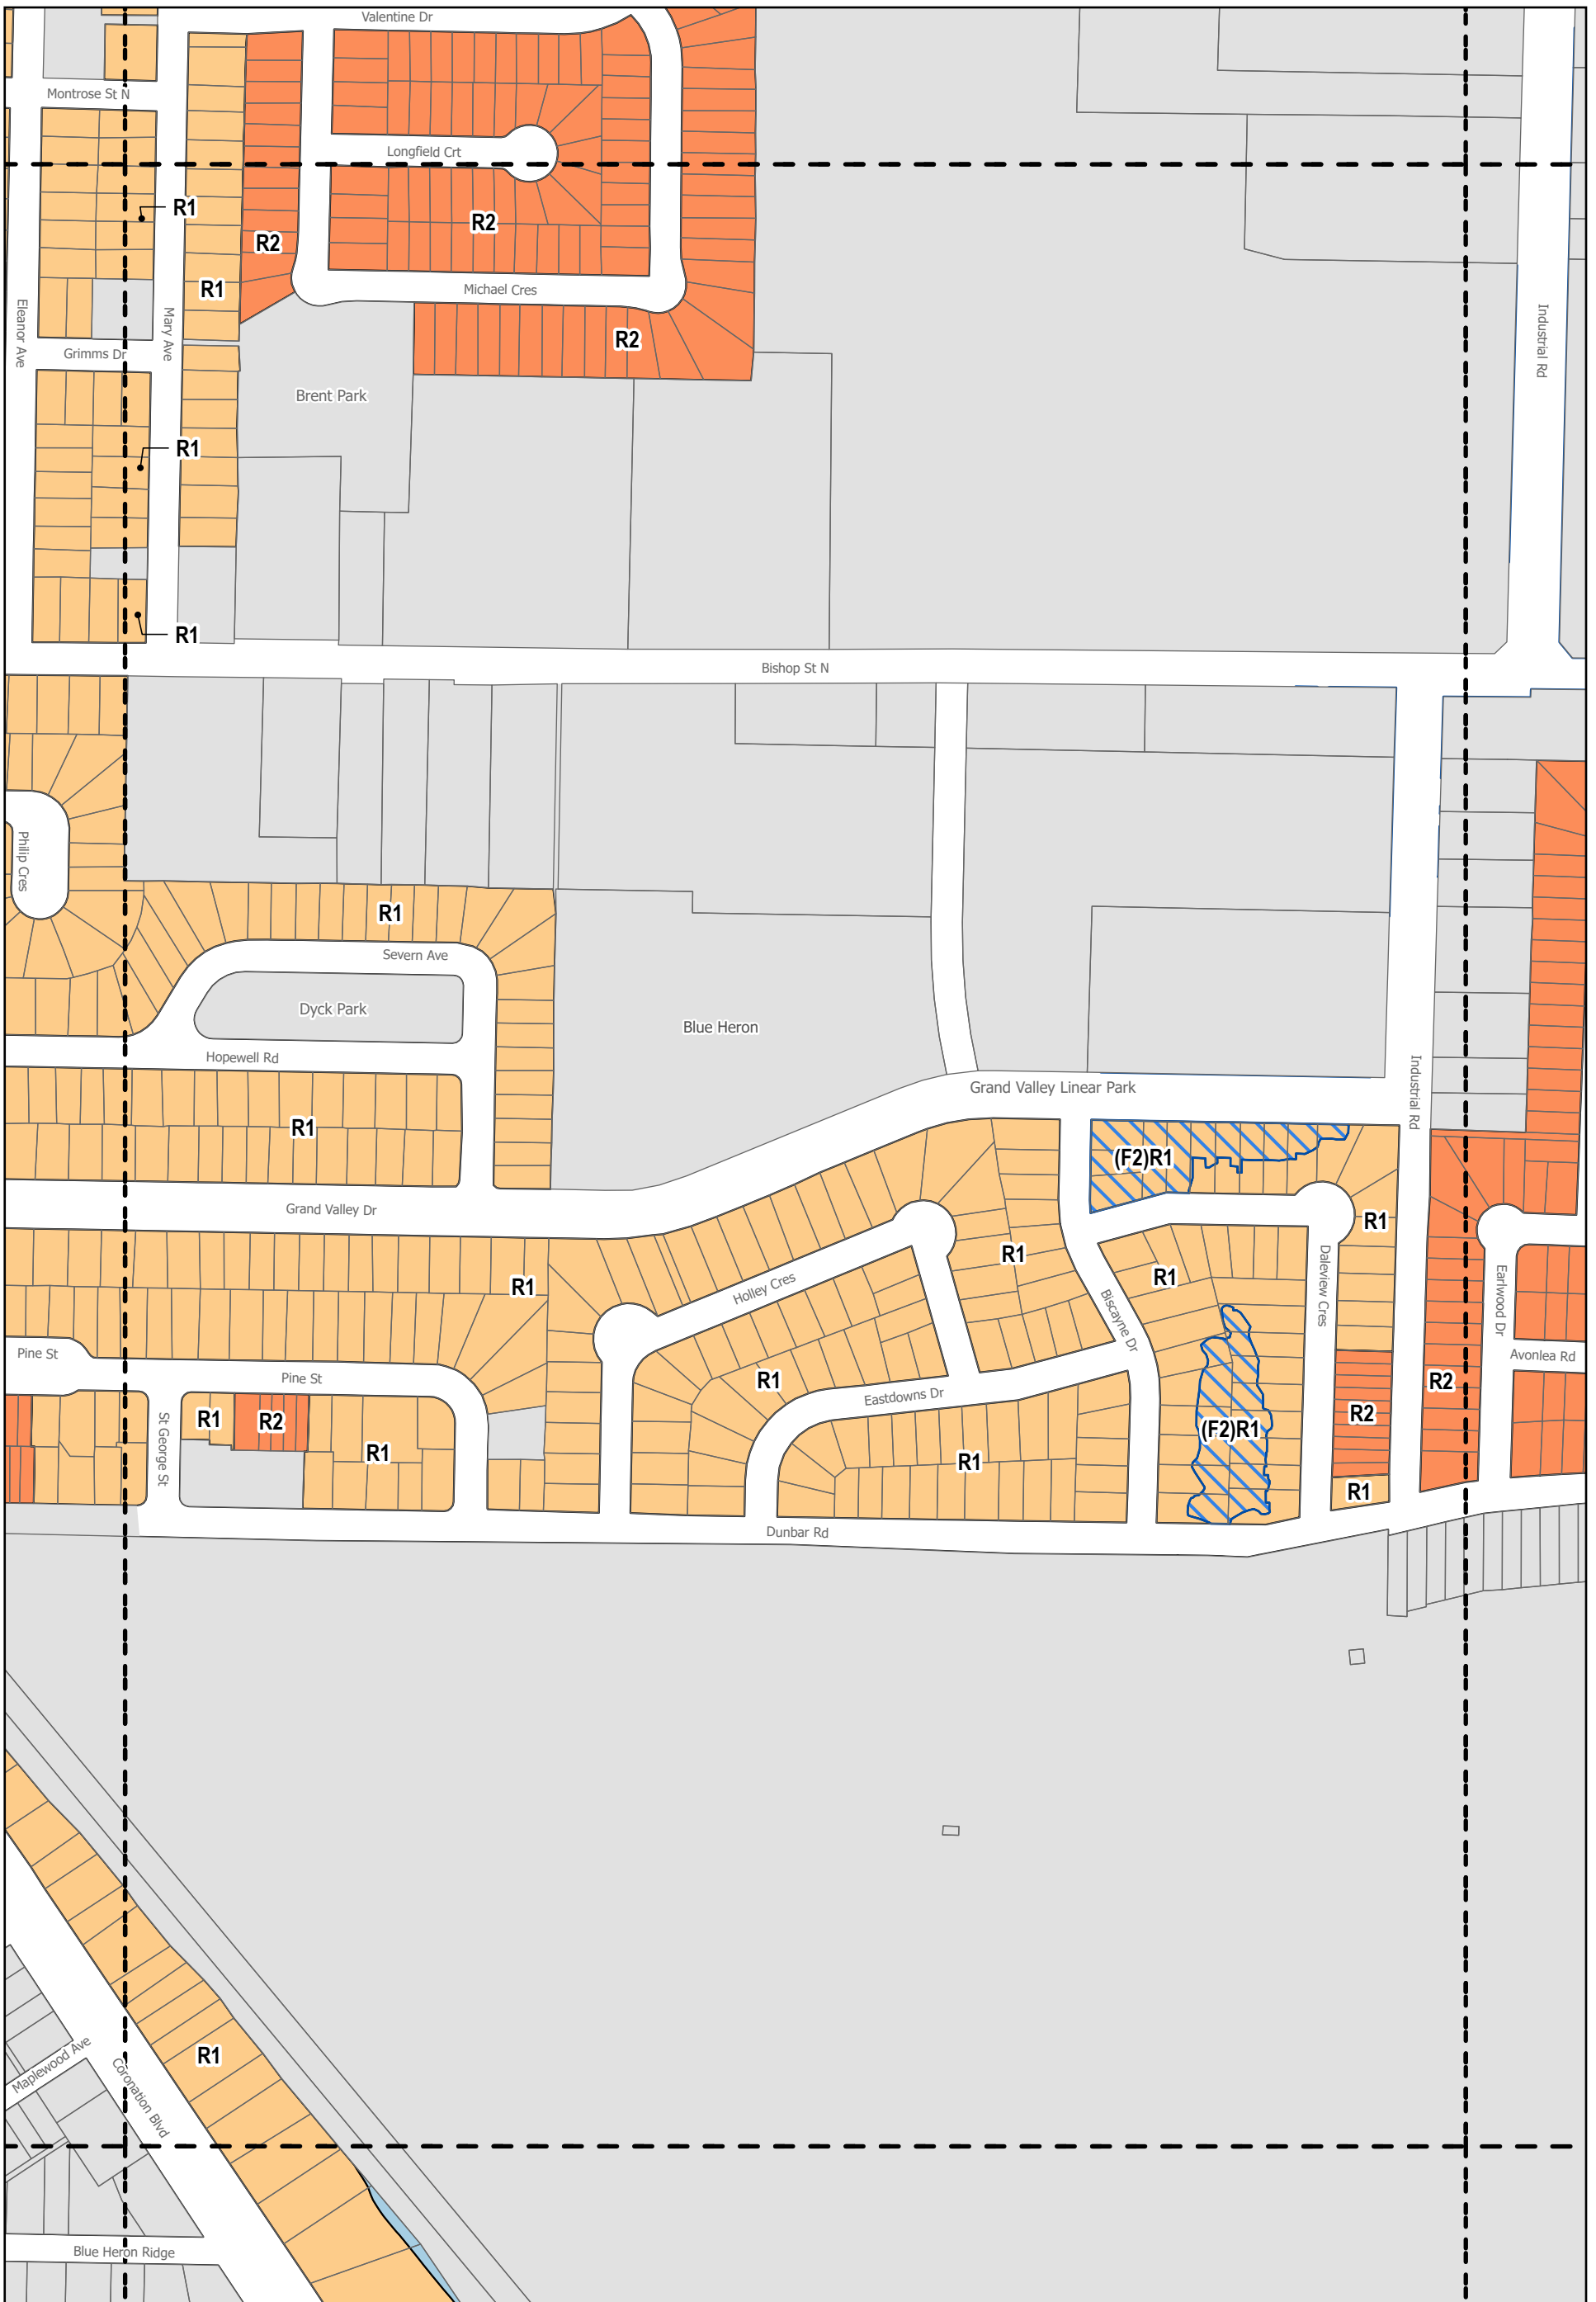 Valentine Dr
Montrose St N
Longfield Crt
R1
R2
R2
R1
Michael Cres
Eleanor Ave
Mary Ave
Industrial Rd
R2
Grimms Dr
Brent Park
R1
R1
Bishop St N
Philip Cres
R1
Severn Ave
Dyck Park
Blue Heron
Hopewell Rd
Grand Valley Linear Park
Industrial Rd
R1
(F2)R1
Grand Valley Dr
R1
R1
R1
R1
Holley Cres
Biscayne Dr
Daleview Cres
Earlwood Dr
Pine St
Avonlea Rd
Pine St
R1
R2
Eastdowns Dr
R1
R2
R2
St George St
R1
(F2)R1
R1
R1
Dunbar Rd
R1
Maplewood Ave
Coronation Blvd
Blue Heron Ridge